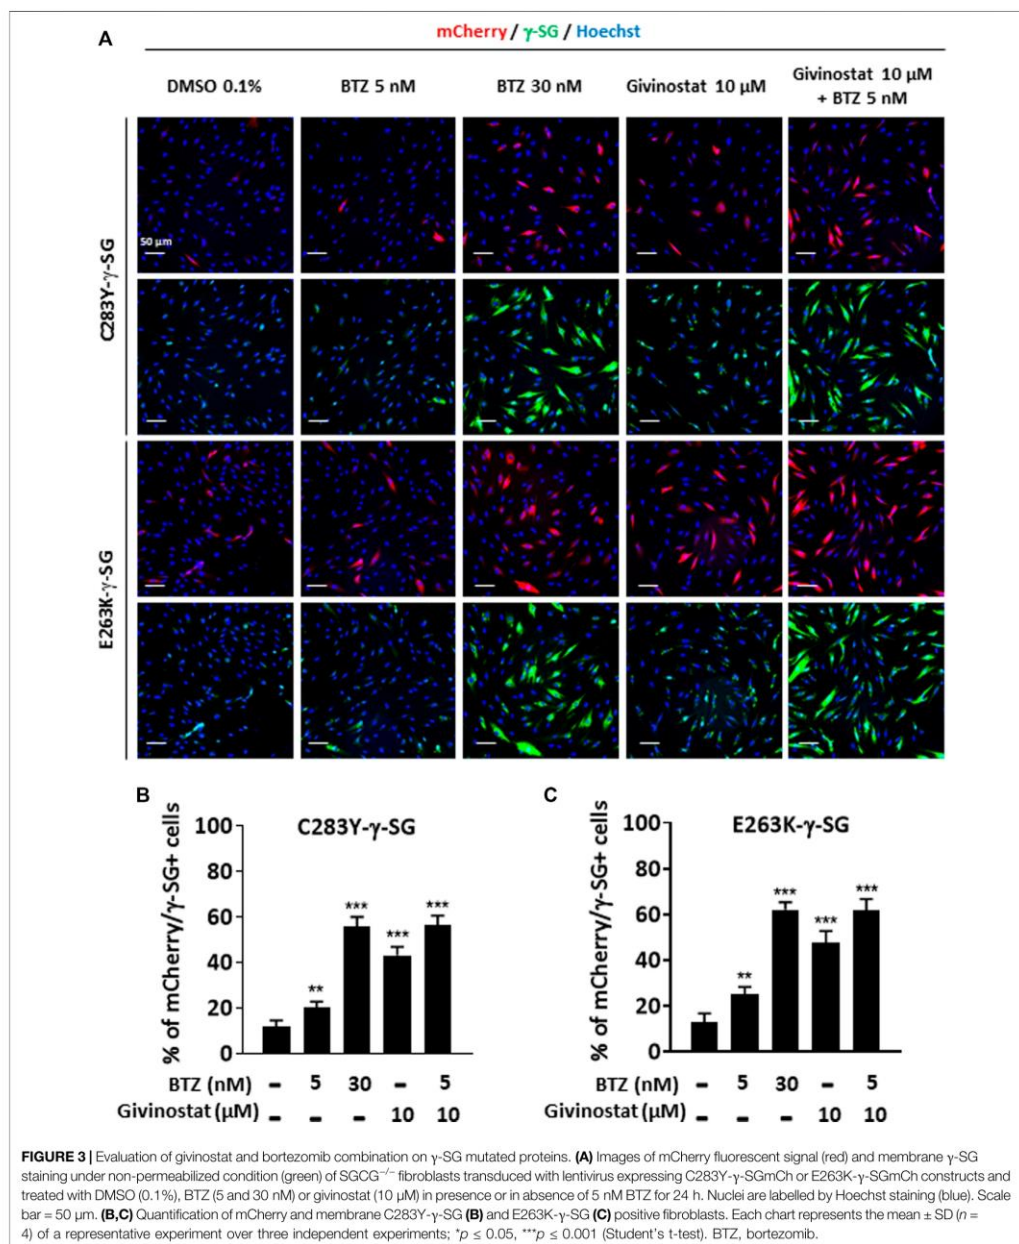 A
mCherry / γ-SG / Hoechst
DMSO 0.1%
BTZ 5 nM
BTZ 30 nM
Givinostat 10 μM
Givinostat 10 μM
+ BTZ 5 nM
C283Y-γ-SG
50 μm
E263K-γ-SG
B
C283Y-γ-SG
% of mCherry/γ-SG+ cells
100
80
60
40
20
0
** *** *** ***
BTZ (nM) – 5 30 – 5
Givinostat (μM) – – – 10 10
C
E263K-γ-SG
% of mCherry/γ-SG+ cells
100
80
60
40
20
0
** *** *** ***
BTZ (nM) – 5 30 – 5
Givinostat (μM) – – – 10 10
FIGURE 3 | Evaluation of givinostat and bortezomib combination on γ-SG mutated proteins. (A) Images of mCherry fluorescent signal (red) and membrane γ-SG
staining under non-permeabilized condition (green) of SGCG−/− fibroblasts transduced with lentivirus expressing C283Y-γ-SGmCh or E263K-γ-SGmCh constructs and
treated with DMSO (0.1%), BTZ (5 and 30 nM) or givinostat (10 μM) in presence or in absence of 5 nM BTZ for 24 h. Nuclei are labelled by Hoechst staining (blue). Scale
bar = 50 μm. (B,C) Quantification of mCherry and membrane C283Y-γ-SG (B) and E263K-γ-SG (C) positive fibroblasts. Each chart represents the mean ± SD (n =
4) of a representative experiment over three independent experiments; *p ≤ 0.05, ***p ≤ 0.001 (Student's t-test). BTZ, bortezomib.